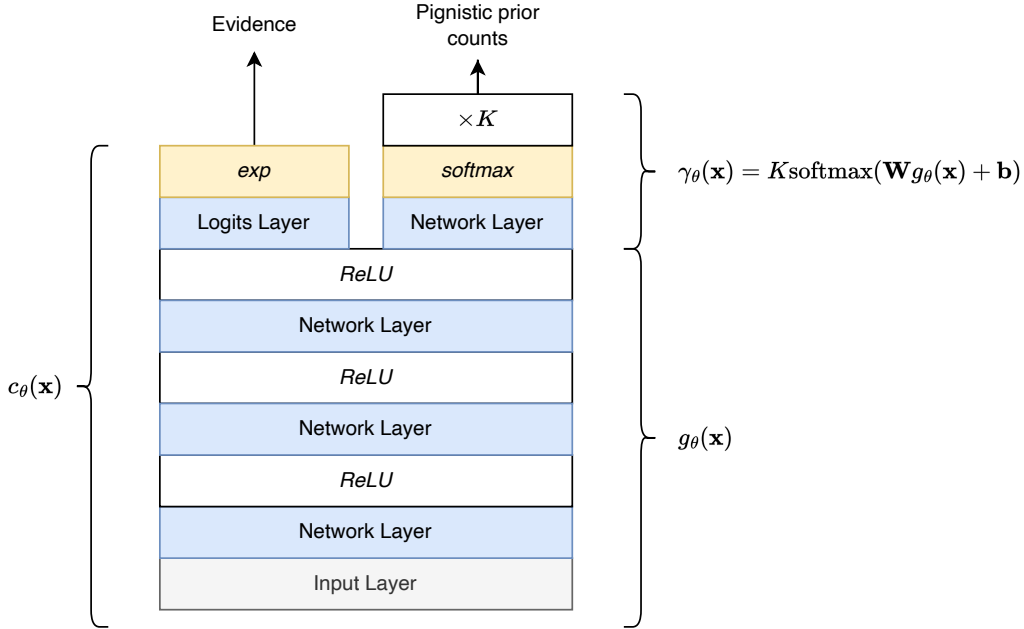 Evidence
Pignistic prior
counts
×K
exp
softmax
γθ(x) = Ksoftmax(Wgθ(x) + b)
Logits Layer
Network Layer
ReLU
Network Layer
cθ(x)
ReLU
Network Layer
gθ(x)
ReLU
Network Layer
Input Layer